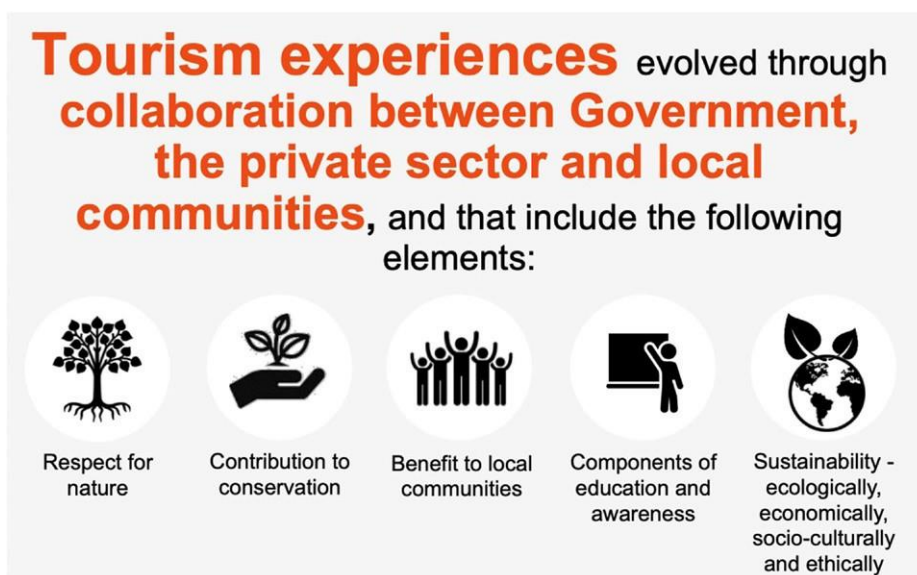 Tourism experiences evolved through
collaboration between Government,
the private sector and local
communities, and that include the following
elements:
Respect for
nature
Contribution to
conservation
Benefit to local
communities
Components of
education and
awareness
Sustainability -
ecologically,
economically,
socio-culturally
and ethically